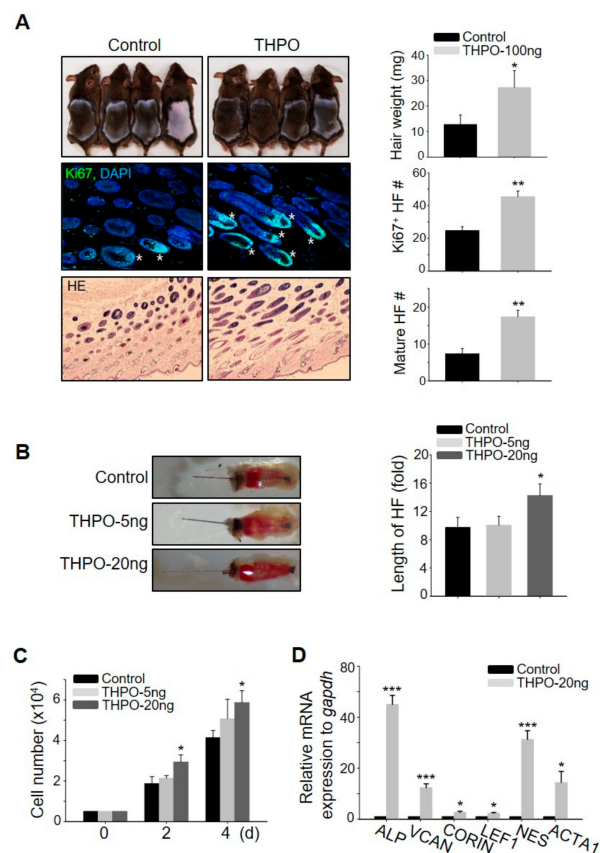 A
Control
THPO
Control
THPO-100ng
Hair weight (mg)
40
30
20
10
0
*
Ki67, DAPI
* *
* * * * *
Ki67⁺ HF #
60
40
20
0
**
HE
Mature HF #
20
10
0
**
B
Control
THPO-5ng
THPO-20ng
Control
THPO-5ng
THPO-20ng
Length of HF (fold)
20
16
12
8
0
*
C
Control
THPO-5ng
THPO-20ng
Cell number (x10⁴)
6
4
2
0
*
*
0 2 4 (d)
D
Control
THPO-20ng
Relative mRNA
expression to gapdh
80
40
20
0
*** *** * * *** *
ALP VCAN CORIN LEF1 NES ACTA1